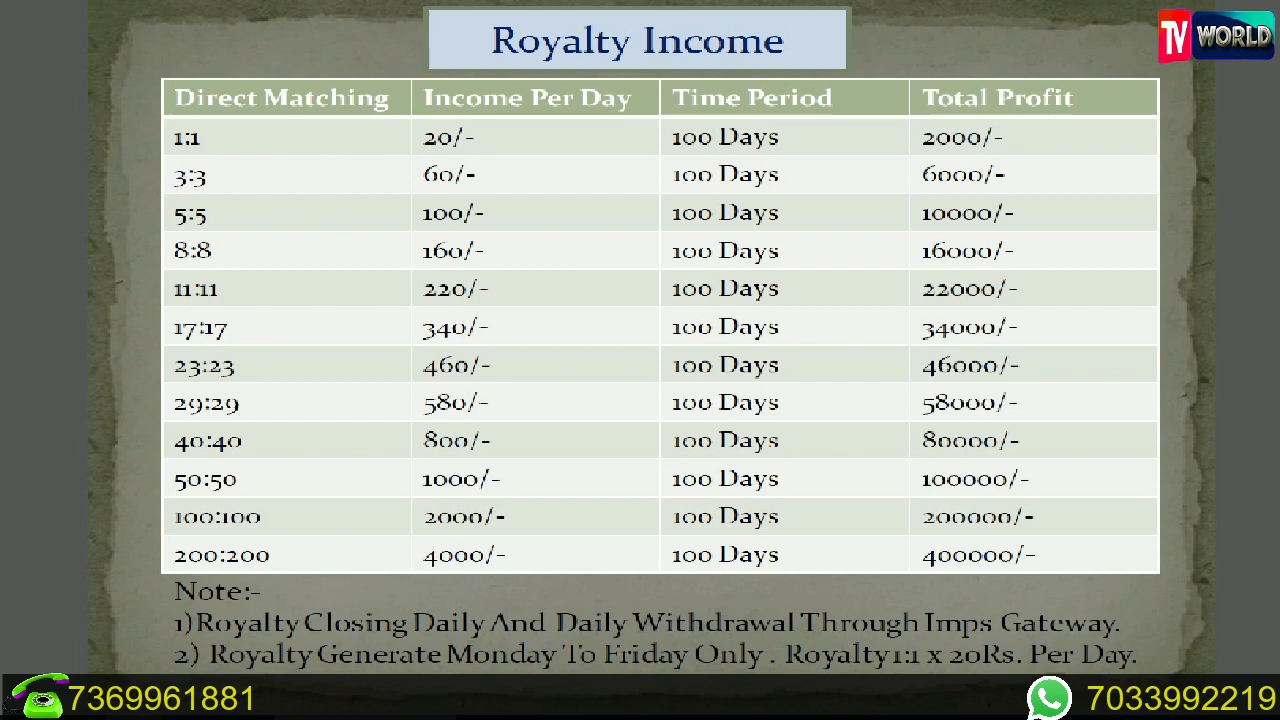 Royalty Income
TV WORLD
Direct Matching Income Per Day Time Period Total Profit
1:1 20/- 100 Days 2000/-
3:3 60/- 100 Days 6000/-
5:5 100/- 100 Days 10000/-
8:8 160/- 100 Days 16000/-
11:11 220/- 100 Days 22000/-
17:17 340/- 100 Days 34000/-
23:23 460/- 100 Days 46000/-
29:29 580/- 100 Days 58000/-
40:40 800/- 100 Days 80000/-
50:50 1000/- 100 Days 100000/-
100:100 2000/- 100 Days 200000/-
200:200 4000/- 100 Days 400000/-
Note:-
1)Royalty Closing Daily And Daily Withdrawal Through Imps Gateway.
2) Royalty Generate Monday To Friday Only . Royalty 1:1 x 20Rs. Per Day.
7369961881 7033992219